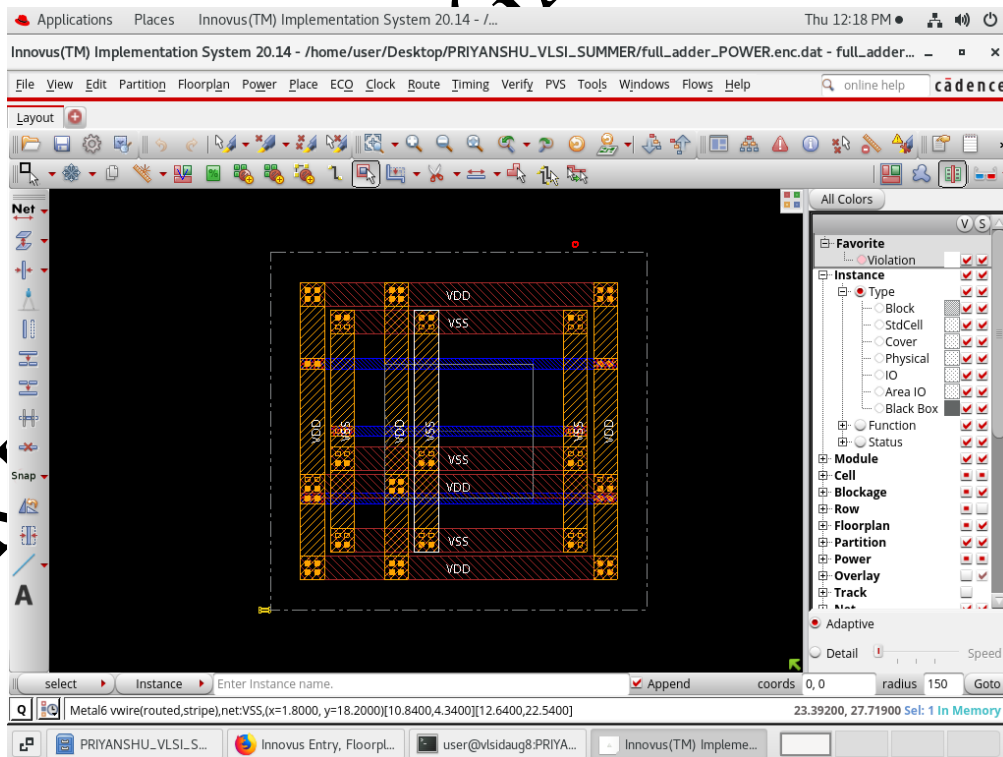 Applications Places Innovus(TM) Implementation System 20.14 - /... Thu 12:18 PM
Innovus(TM) Implementation System 20.14 - /home/user/Desktop/PRIYANSHU_VLSI_SUMMER/full_adder_POWER.enc.dat - full_adder...
File View Edit Partition Floorplan Power Place ECO Clock Route Timing Verify PVS Tools Windows Flows Help online help cādence
Layout
All Colors
Net
V S
Favorite
Violation
Instance
Type
Block
StdCell
Cover
Physical
IO
Area IO
Black Box
Function
Status
Module
Cell
Blockage
Row
Floorplan
Partition
Power
Overlay
Track
Net
VDD
VSS
VDD VSS VDD VSS VSS VDD
VSS
VDD
VSS
VDD
Snap
A
Adaptive
Detail Speed
select Instance Enter Instance name. Append coords 0, 0 radius 150 Goto
Q Metal6 vwire(routed,stripe),net:VSS,(x=1.8000, y=18.2000)[10.8400,4.3400][12.6400,22.5400] 23.39200, 27.71900 Sel: 1 In Memory
PRIYANSHU_VLSI_S... Innovus Entry, Floorpl... user@vlsidaug8:PRIYA... Innovus(TM) Impleme...